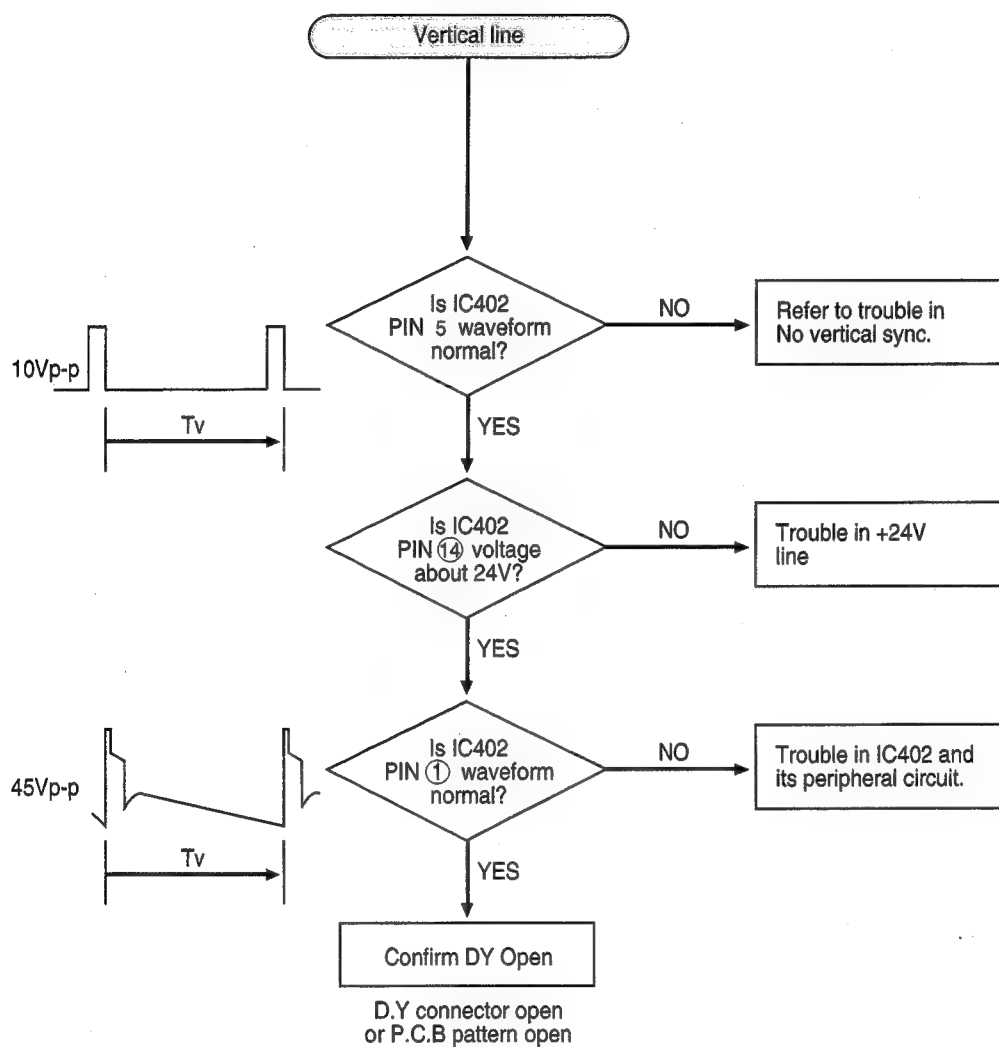 Vertical line
Is IC402
PIN 5 waveform
normal?
NO
Refer to trouble in
No vertical sync.
10Vp-p
Tv
YES
Is IC402
PIN 14 voltage
about 24V?
NO
Trouble in +24V
line
YES
Is IC402
PIN 1 waveform
normal?
NO
Trouble in IC402 and
its peripheral circuit.
45Vp-p
Tv
YES
Confirm DY Open
D.Y connector open
or P.C.B pattern open